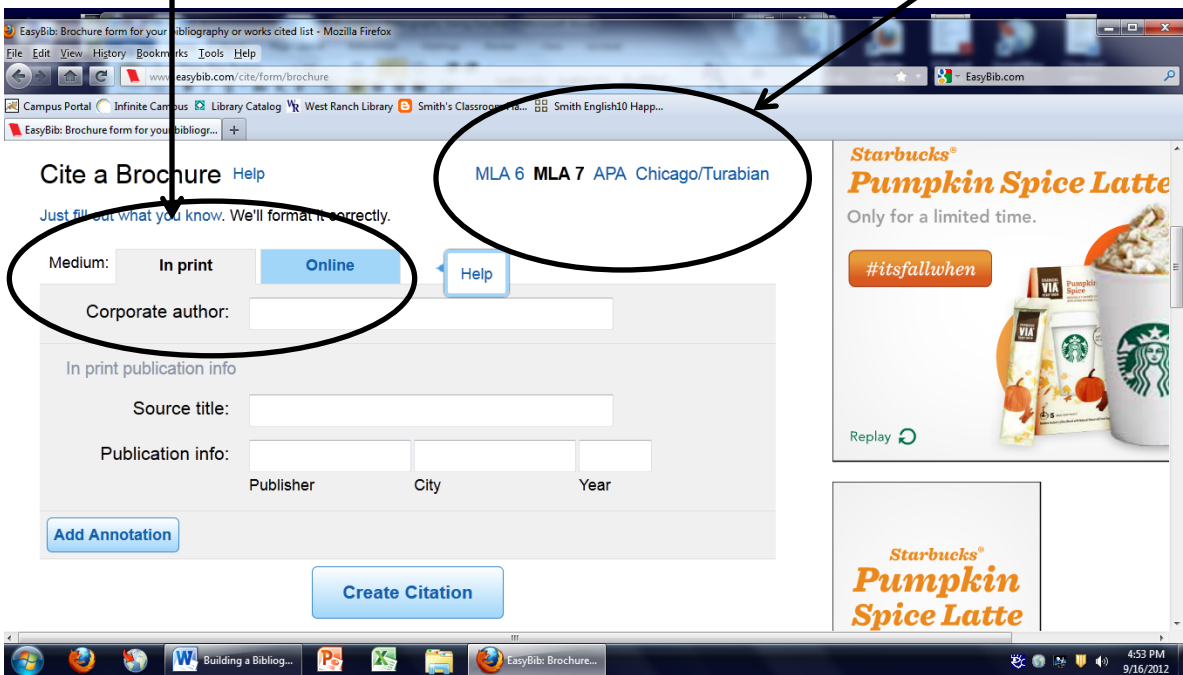 EasyBib: Brochure form for your bibliography or works cited list - Mozilla Firefox
File Edit View History Bookmarks Tools Help
www.easybib.com/cite/form/brochure
EasyBib.com
Campus Portal Infinite Campus Library Catalog West Ranch Library Smith's Classroom Ha... Smith English10 Happ...
EasyBib: Brochure form for your bibliogr... +
Cite a Brochure Help
MLA 6 MLA 7 APA Chicago/Turabian
Just fill out what you know. We'll format it correctly.
Medium: In print Online Help
Corporate author:
In print publication info
Source title:
Publication info:
Publisher City Year
Add Annotation
Create Citation
Starbucks®
Pumpkin Spice Latte
Only for a limited time.
#itsfallwhen
VIA
Pumpkin
Spice
VIA
Replay
Starbucks®
Pumpkin
Spice Latte
Building a Bibliog...
EasyBib: Brochure...
4:53 PM
9/16/2012